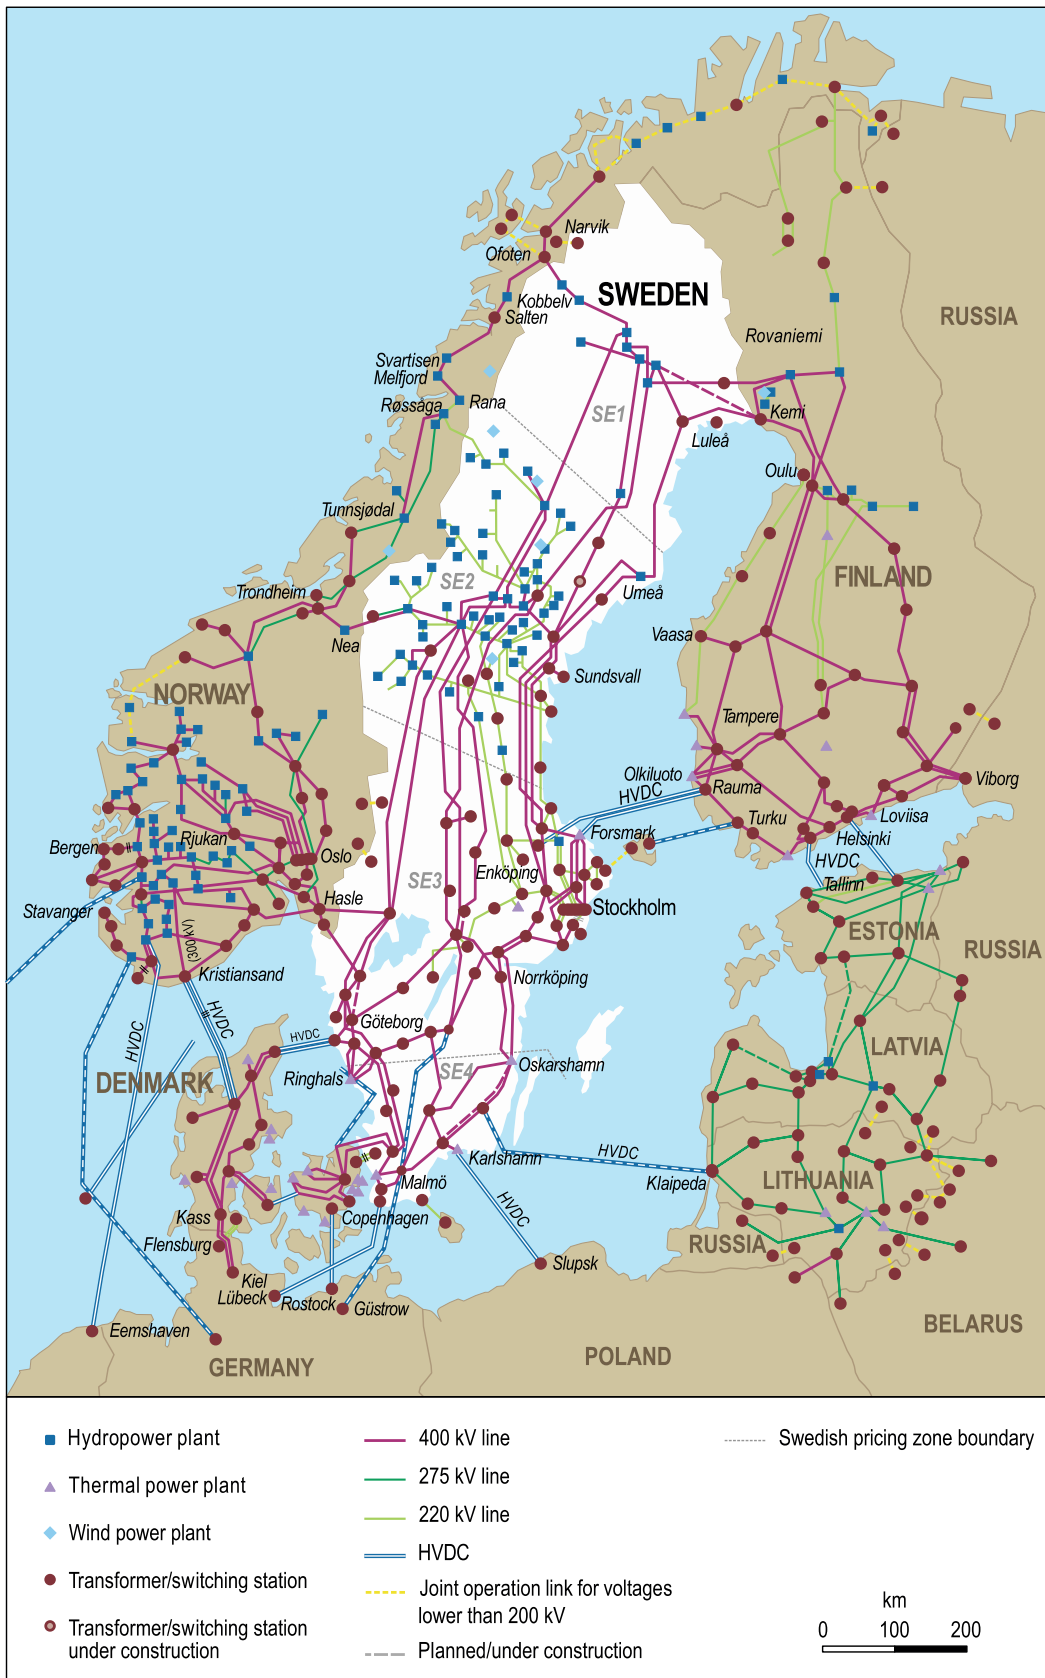 Narvik
Ofoten
SWEDEN
Kobbelv
Salten
RUSSIA
Rovaniemi
Svartisen
Melfjord
Røssåga
Rana
SE1
Kemi
Luleå
Oulu
Tunnsjødal
FINLAND
SE2
Trondheim
Umeå
Vaasa
Nea
Sundsvall
NORWAY
Tampere
Olkiluoto
Viborg
HVDC
Rauma
Turku
Loviisa
Forsmark
Helsinki
Rjukan
Bergen
Oslo
HVDC
Enköping
SE3
Tallinn
Hasle
Stavanger
Stockholm
ESTONIA
(300 kV)
RUSSIA
Kristiansand
Norrköping
HVDC
HVDC
Göteborg
HVDC
LATVIA
Oskarshamn
DENMARK
Ringhals
SE4
HVDC
Karlshamn
Klaipeda
LITHUANIA
Malmö
HVDC
Kass
Copenhagen
Flensburg
RUSSIA
Slupsk
Kiel
Lübeck
Rostock
Güstrow
Eemshaven
BELARUS
GERMANY
POLAND
Hydropower plant
Thermal power plant
Wind power plant
Transformer/switching station
Transformer/switching station
under construction
400 kV line
275 kV line
220 kV line
HVDC
Joint operation link for voltages
lower than 200 kV
Planned/under construction
Swedish pricing zone boundary
km
0 100 200